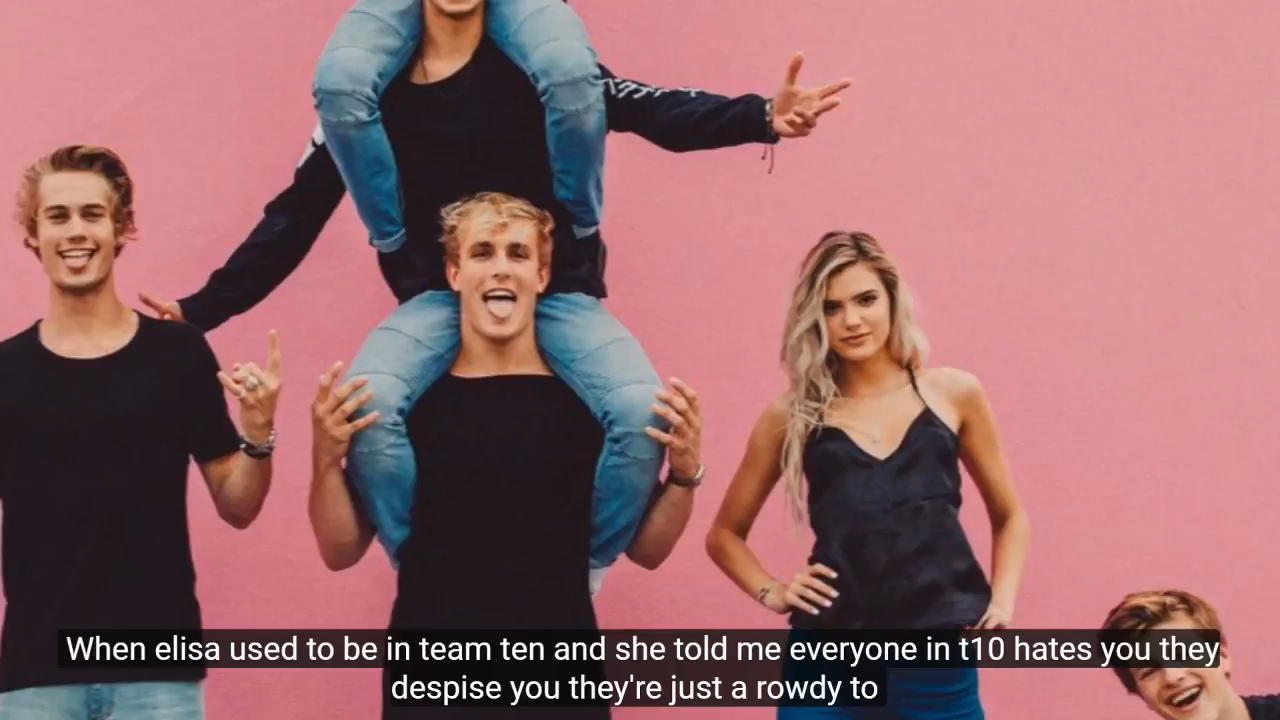 When elisa used to be in team ten and she told me everyone in t10 hates you they
despise you they're just a rowdy to